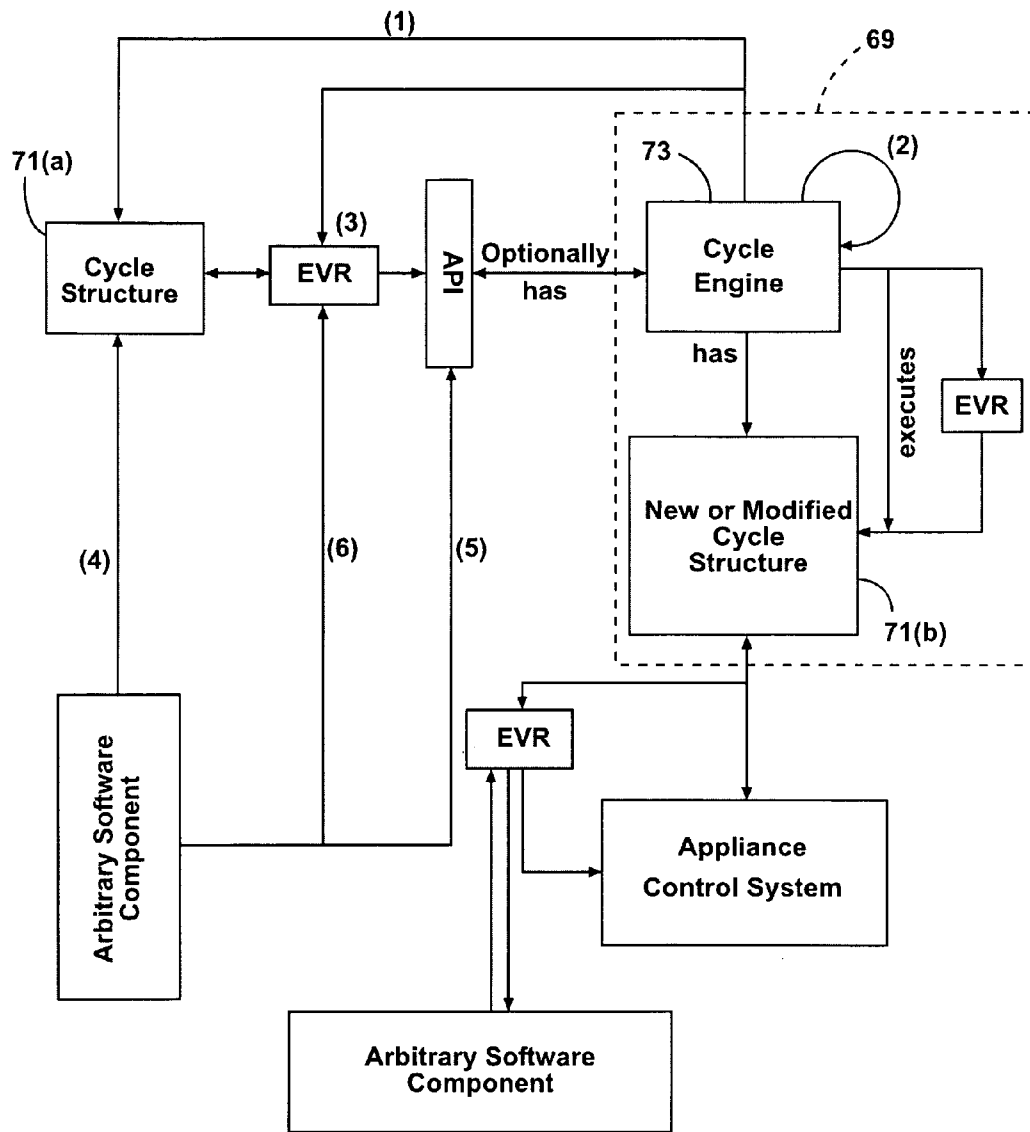 (1)
69
71(a)
73
(2)
(3)
Cycle
Structure
EVR
API
Optionally
has
Cycle
Engine
has
executes
EVR
New or Modified
Cycle
Structure
(4)
(6)
(5)
71(b)
Arbitrary Software
Component
EVR
Appliance
Control System
Arbitrary Software
Component